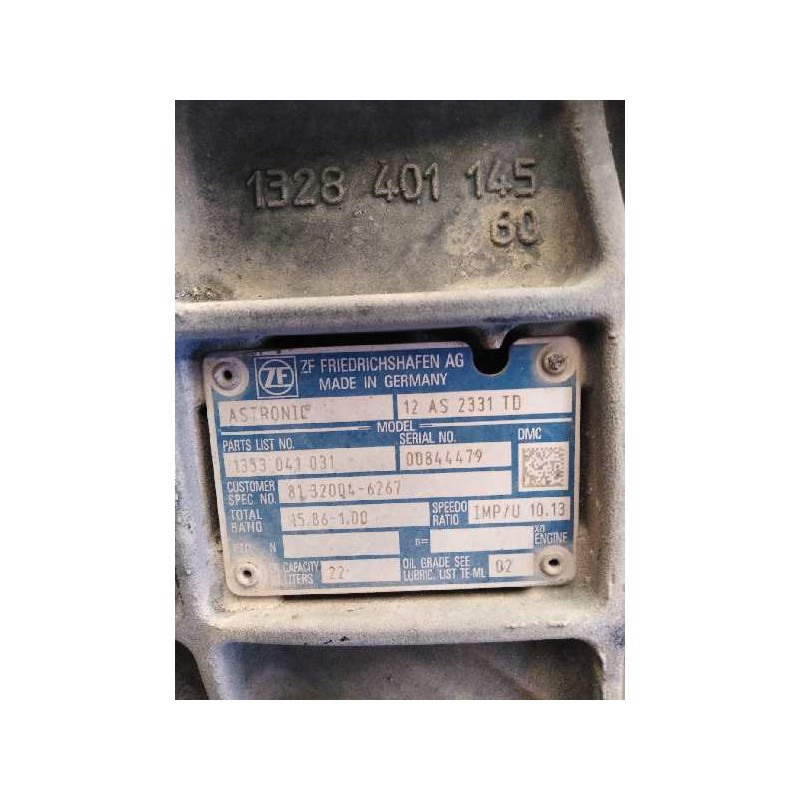 1328 401 145
60
ZF
ZF FRIEDRICHSHAFEN AG
MADE IN GERMANY
ASTRONIC 12 AS 2331 TD
MODEL
PARTS LIST NO. SERIAL NO. DMC
1353 041 031 00844479
CUSTOMER
SPEC NO. 81.32004-6267
TOTAL
RATIO 15.86-1.00 SPEEDO
RATIO IMP/U 10.13
N n= xn
ENGINE
CAPACITY
LITERS 22 OIL GRADE SEE
LUBRIC. LIST TE-ML 02